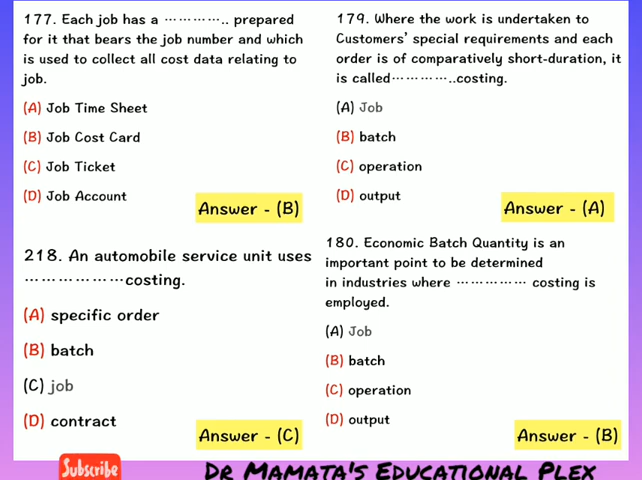 177. Each job has a ………….. prepared
for it that bears the job number and which
is used to collect all cost data relating to
job.
(A) Job Time Sheet
(B) Job Cost Card
(C) Job Ticket
(D) Job Account
Answer - (B)
179. Where the work is undertaken to
Customers' special requirements and each
order is of comparatively short-duration, it
is called…………..costing.
(A) Job
(B) batch
(C) operation
(D) output
Answer - (A)
218. An automobile service unit uses
………………costing.
(A) specific order
(B) batch
(C) job
(D) contract
Answer - (C)
180. Economic Batch Quantity is an
important point to be determined
in industries where …………… costing is
employed.
(A) Job
(B) batch
(C) operation
(D) output
Answer - (B)
Subscribe
DR MAMATA'S EDUCATIONAL PLEX